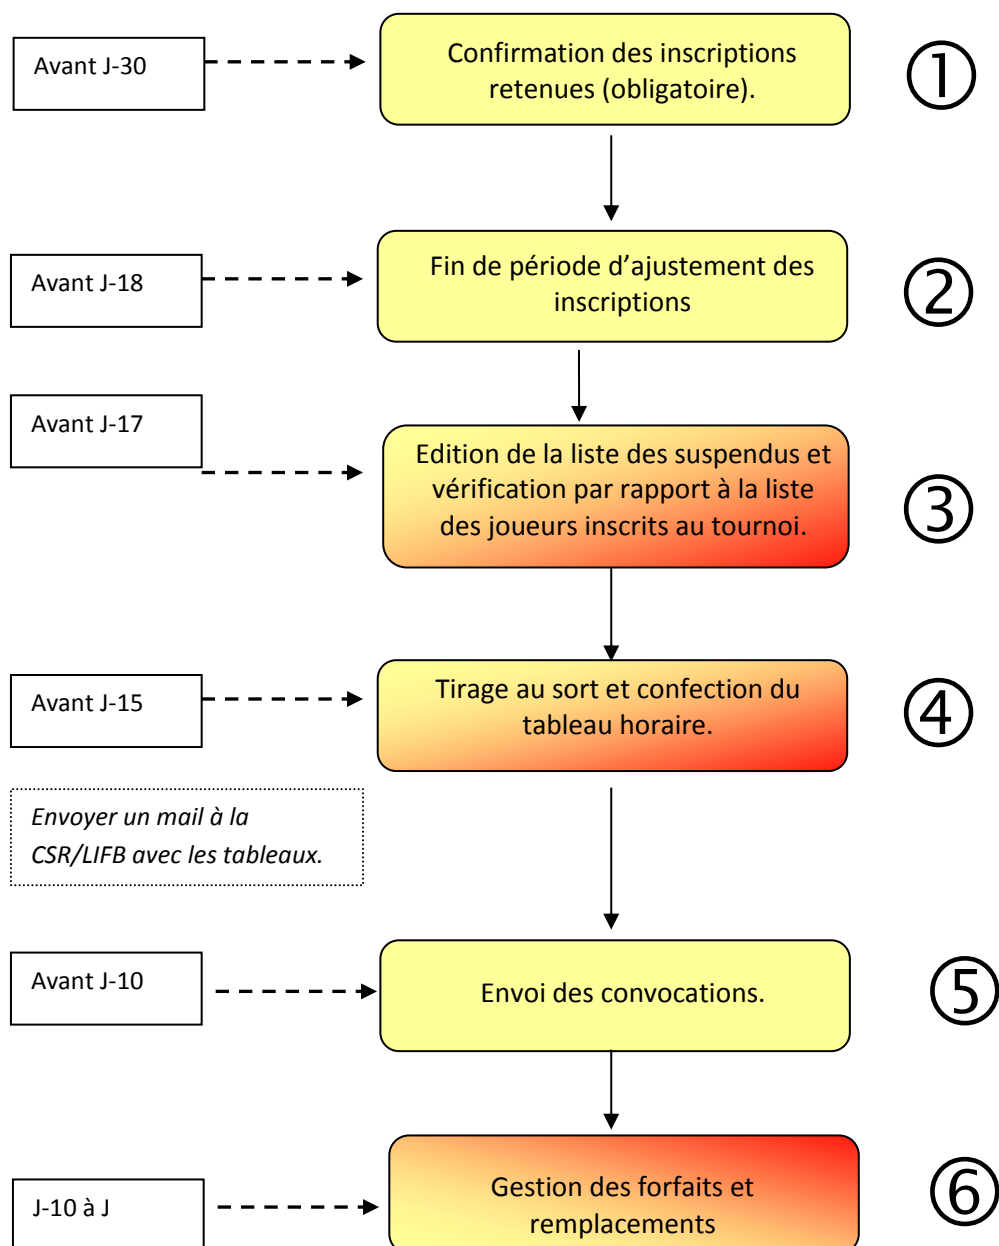 Avant J-30
Confirmation des inscriptions
retenues (obligatoire).
①
Avant J-18
Fin de période d’ajustement des
inscriptions
②
Avant J-17
Edition de la liste des suspendus et
vérification par rapport à la liste
des joueurs inscrits au tournoi.
③
Avant J-15
Tirage au sort et confection du
tableau horaire.
④
Envoyer un mail à la
CSR/LIFB avec les tableaux.
Avant J-10
Envoi des convocations.
⑤
J-10 à J
Gestion des forfaits et
remplacements
⑥